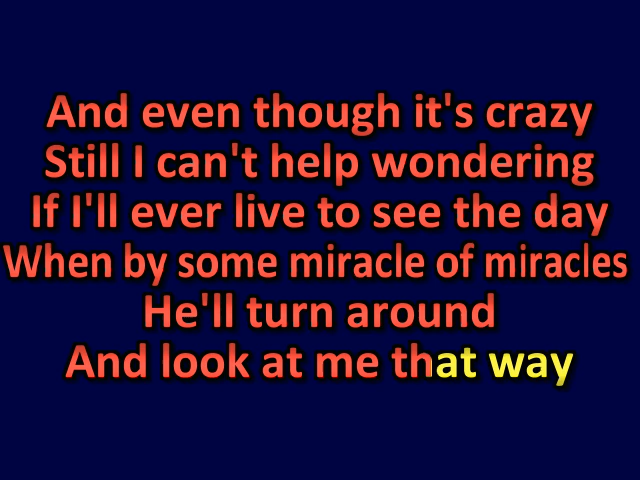 And even though it's crazy
Still I can't help wondering
If I'll ever live to see the day
When by some miracle of miracles
He'll turn around
And look at me that way